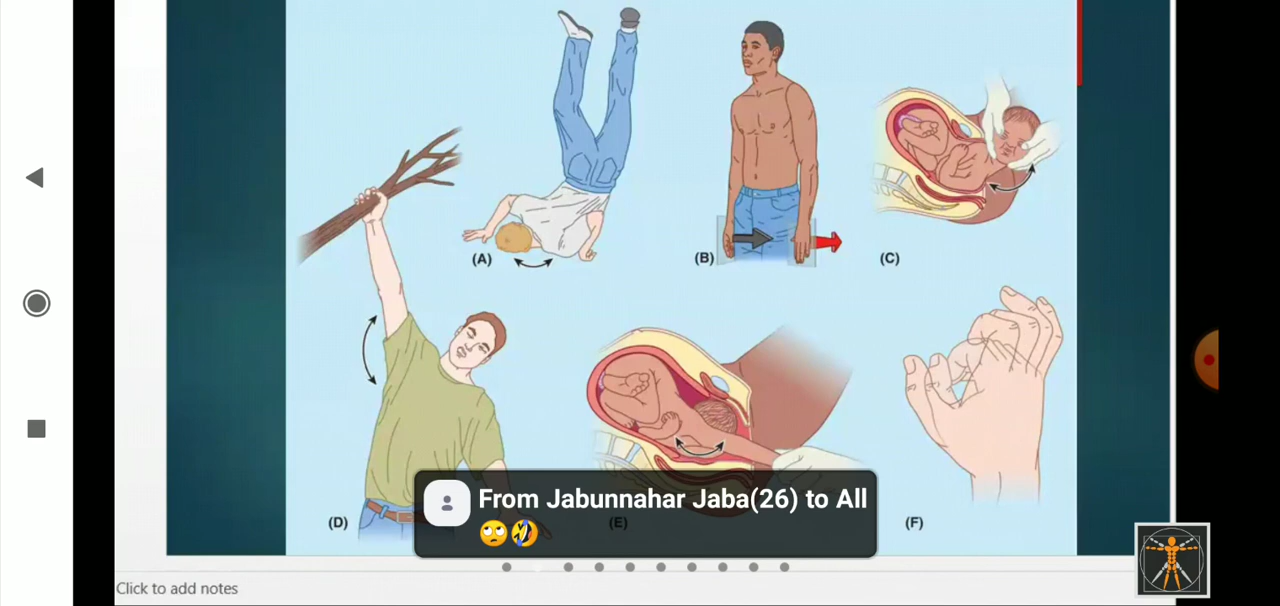 (A)
(B)
(C)
From Jabunnahar Jaba(26) to All
🙄🤣
(D)
(E)
(F)
Click to add notes